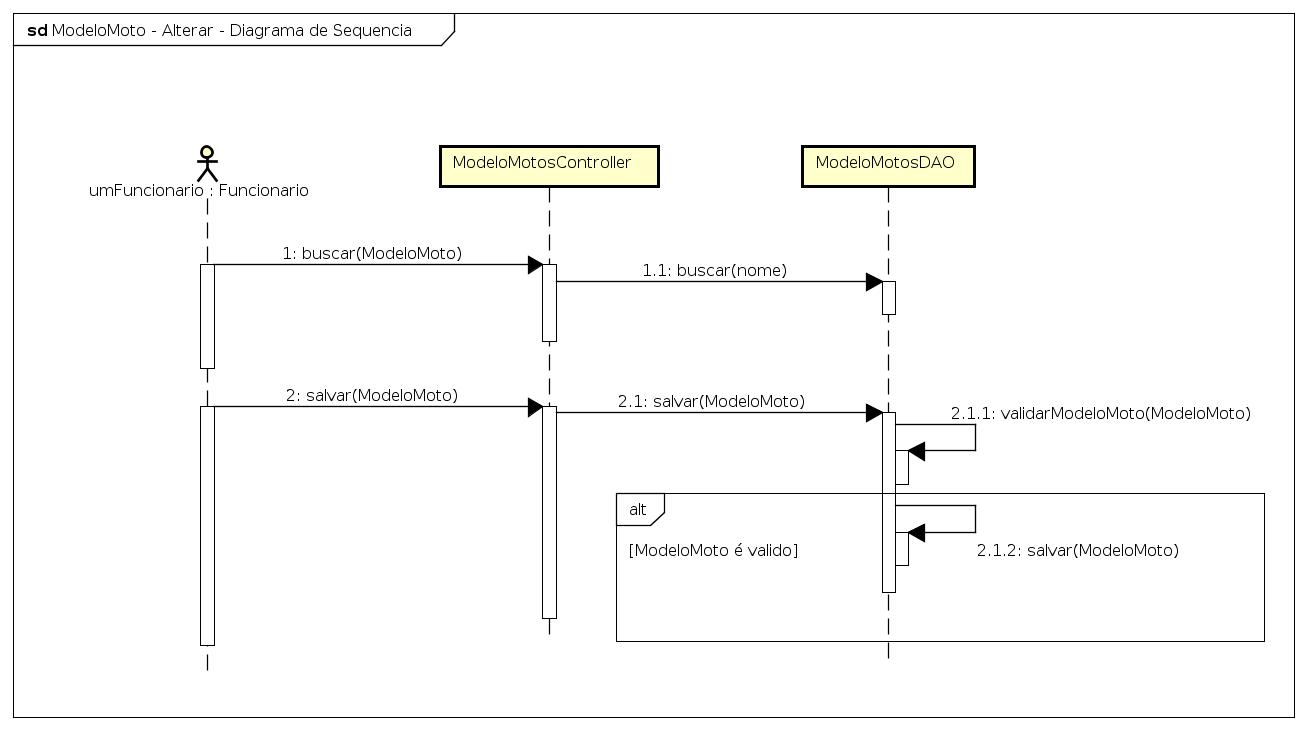 sd ModeloMoto - Alterar - Diagrama de Sequencia
umFuncionario : Funcionario
ModeloMotosController
ModeloMotosDAO
1: buscar(ModeloMoto)
1.1: buscar(nome)
2: salvar(ModeloMoto)
2.1: salvar(ModeloMoto)
2.1.1: validarModeloMoto(ModeloMoto)
alt
[ModeloMoto é valido]
2.1.2: salvar(ModeloMoto)